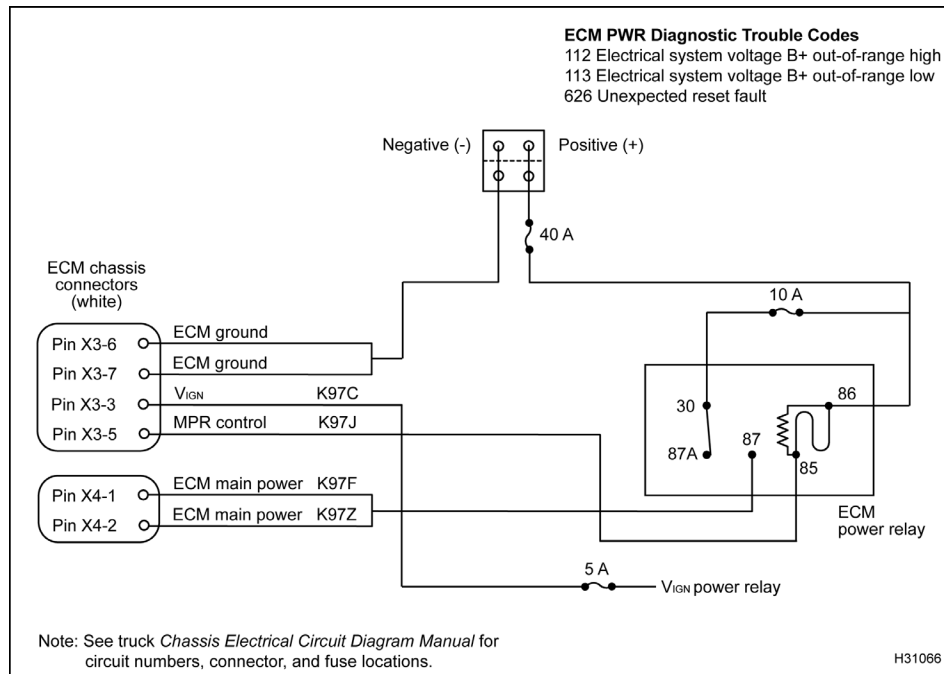 ECM PWR Diagnostic Trouble Codes
112 Electrical system voltage B+ out-of-range high
113 Electrical system voltage B+ out-of-range low
626 Unexpected reset fault
Negative (-)
Positive (+)
40 A
ECM chassis
connectors
(white)
10 A
Pin X3-6
ECM ground
Pin X3-7
ECM ground
Pin X3-3
VIGN K97C
Pin X3-5
MPR control K97J
30
86
87A
87
85
Pin X4-1
ECM main power K97F
Pin X4-2
ECM main power K97Z
ECM
power relay
5 A
VIGN power relay
Note: See truck Chassis Electrical Circuit Diagram Manual for
circuit numbers, connector, and fuse locations.
H31066